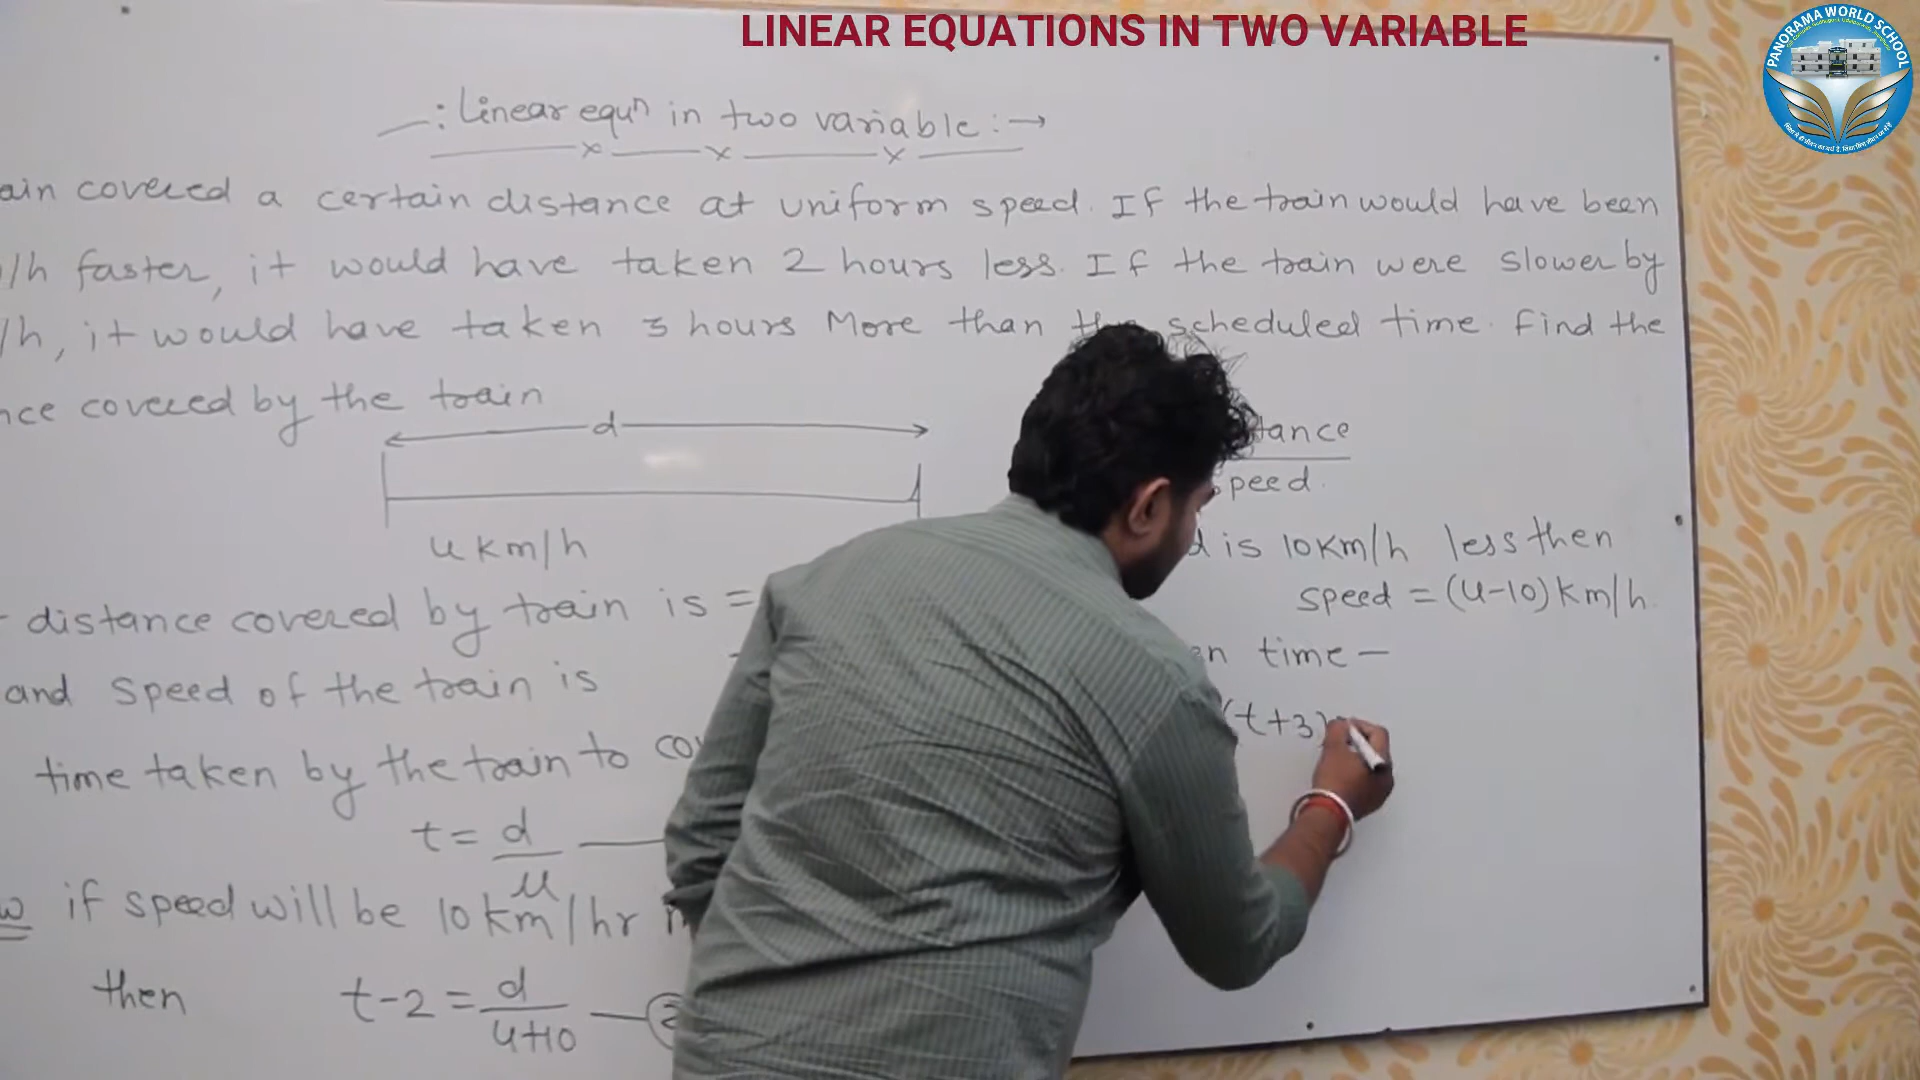 LINEAR EQUATIONS IN TWO VARIABLE
PANORAMA WORLD SCHOOL
: Linear equⁿ in two variable : →
ain covered a certain distance at uniform speed. If the train would have been
/h faster, it would have taken 2 hours less. If the train were slower by
/h, it would have taken 3 hours More than the scheduled time. Find the
nce covered by the train
d
u km/h
distance covered by train is =
and speed of the train is
time taken by the train to co
t = d/u
w if speed will be 10 km/hr
then t-2 = d/u+10 — 2
tance
speed.
d is 10 km/h less then
speed = (u-10) km/h.
en time —
(t+3)